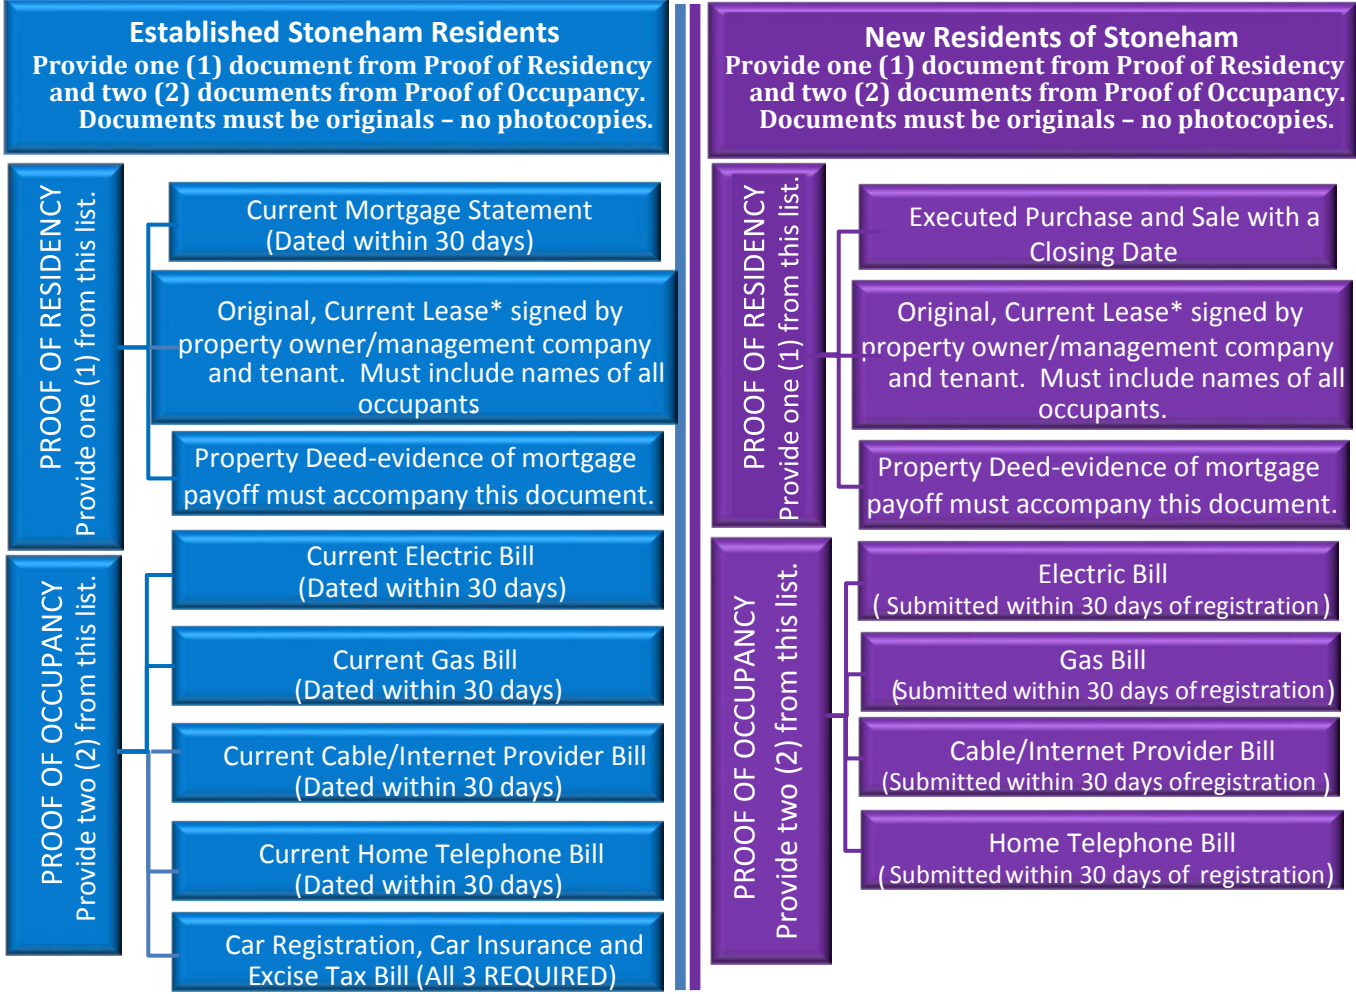 Established Stoneham Residents
Provide one (1) document from Proof of Residency
and two (2) documents from Proof of Occupancy.
Documents must be originals – no photocopies.
PROOF OF RESIDENCY
Provide one (1) from this list.
Current Mortgage Statement
(Dated within 30 days)
Original, Current Lease* signed by
property owner/management company
and tenant. Must include names of all
occupants
Property Deed-evidence of mortgage
payoff must accompany this document.
PROOF OF OCCUPANCY
Provide two (2) from this list.
Current Electric Bill
(Dated within 30 days)
Current Gas Bill
(Dated within 30 days)
Current Cable/Internet Provider Bill
(Dated within 30 days)
Current Home Telephone Bill
(Dated within 30 days)
Car Registration, Car Insurance and
Excise Tax Bill (All 3 REQUIRED)
New Residents of Stoneham
Provide one (1) document from Proof of Residency
and two (2) documents from Proof of Occupancy.
Documents must be originals – no photocopies.
PROOF OF RESIDENCY
Provide one (1) from this list.
Executed Purchase and Sale with a
Closing Date
Original, Current Lease* signed by
property owner/management company
and tenant. Must include names of all
occupants.
Property Deed-evidence of mortgage
payoff must accompany this document.
PROOF OF OCCUPANCY
Provide two (2) from this list.
Electric Bill
( Submitted within 30 days of registration )
Gas Bill
(Submitted within 30 days of registration )
Cable/Internet Provider Bill
(Submitted within 30 days of registration )
Home Telephone Bill
( Submitted within 30 days of registration)